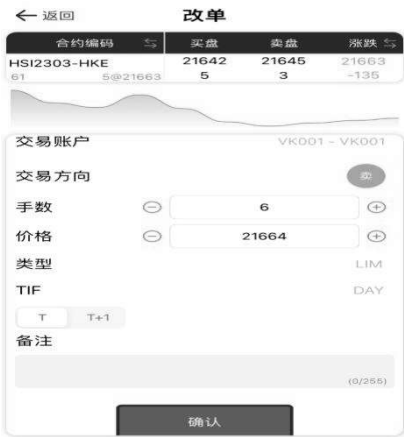 ← 返回 改单
合约编码 买盘 卖盘 涨跌
HSI2303-HKE 21642 21645 21663
61 5@21663 5 3 -135
交易账户 VK001 - VK001
交易方向 卖
手数 6
价格 21664
类型 LIM
TIF DAY
T T+1
备注
(0/255)
确认